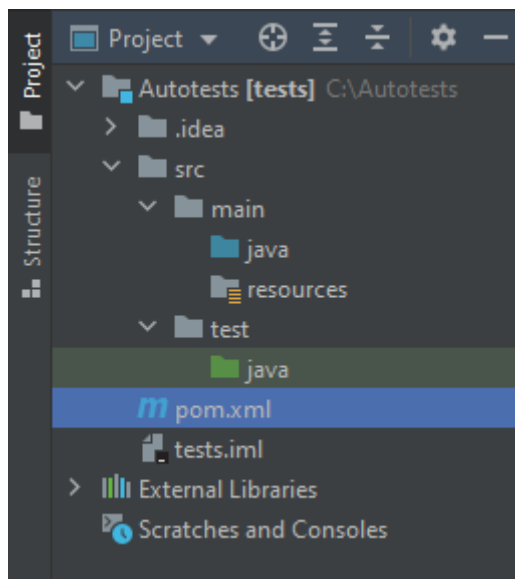 Project
Structure
Project
Autotests [tests] C:\Autotests
.idea
src
main
java
resources
test
java
m pom.xml
tests.iml
External Libraries
Scratches and Consoles